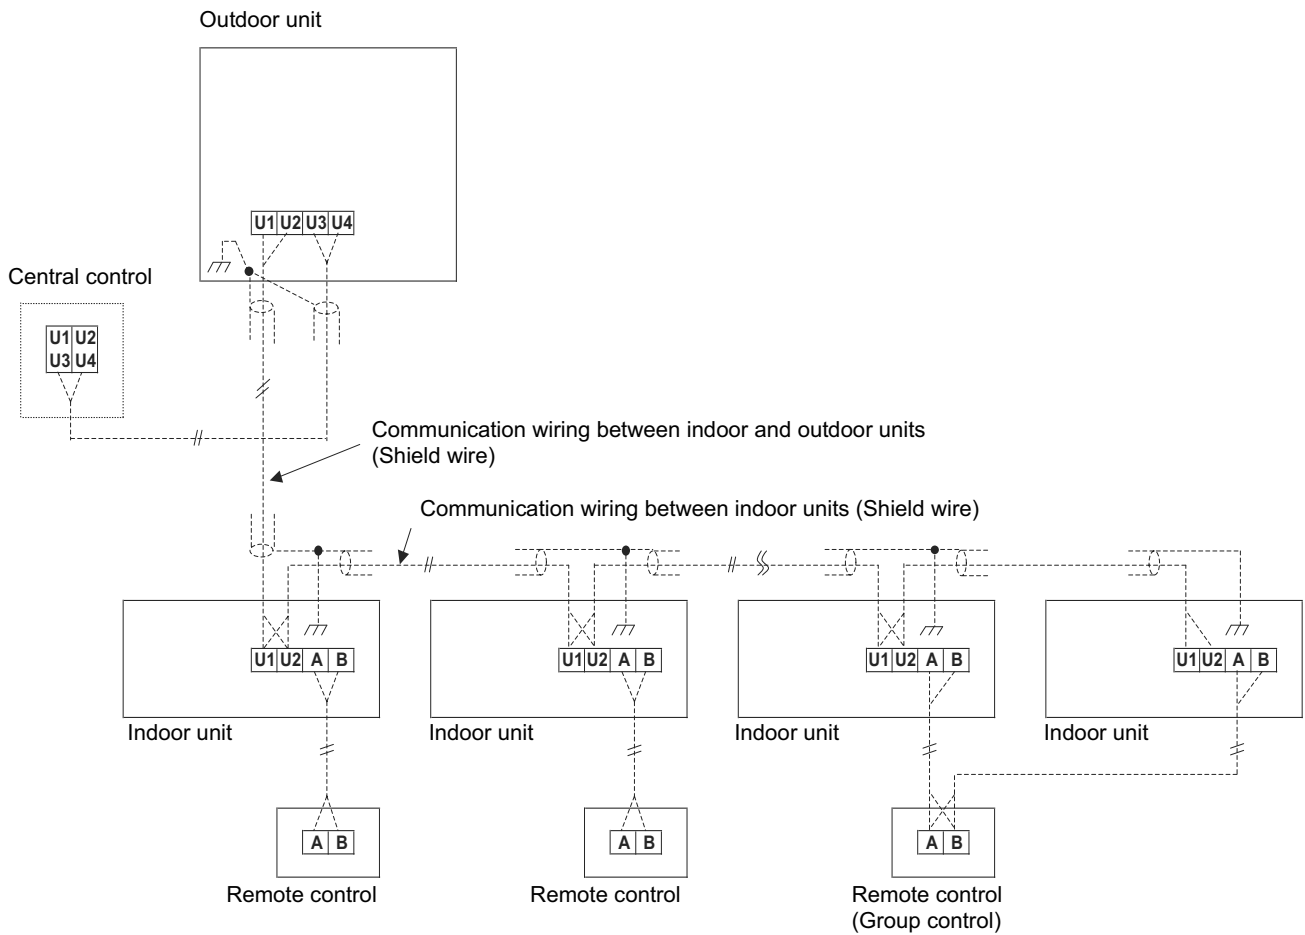 Outdoor unit
U1 U2 U3 U4
Central control
U1 U2
U3 U4
Communication wiring between indoor and outdoor units
(Shield wire)
Communication wiring between indoor units (Shield wire)
U1 U2 A B
U1 U2 A B
U1 U2 A B
U1 U2 A B
Indoor unit
Indoor unit
Indoor unit
Indoor unit
A B
A B
A B
Remote control
Remote control
Remote control
(Group control)